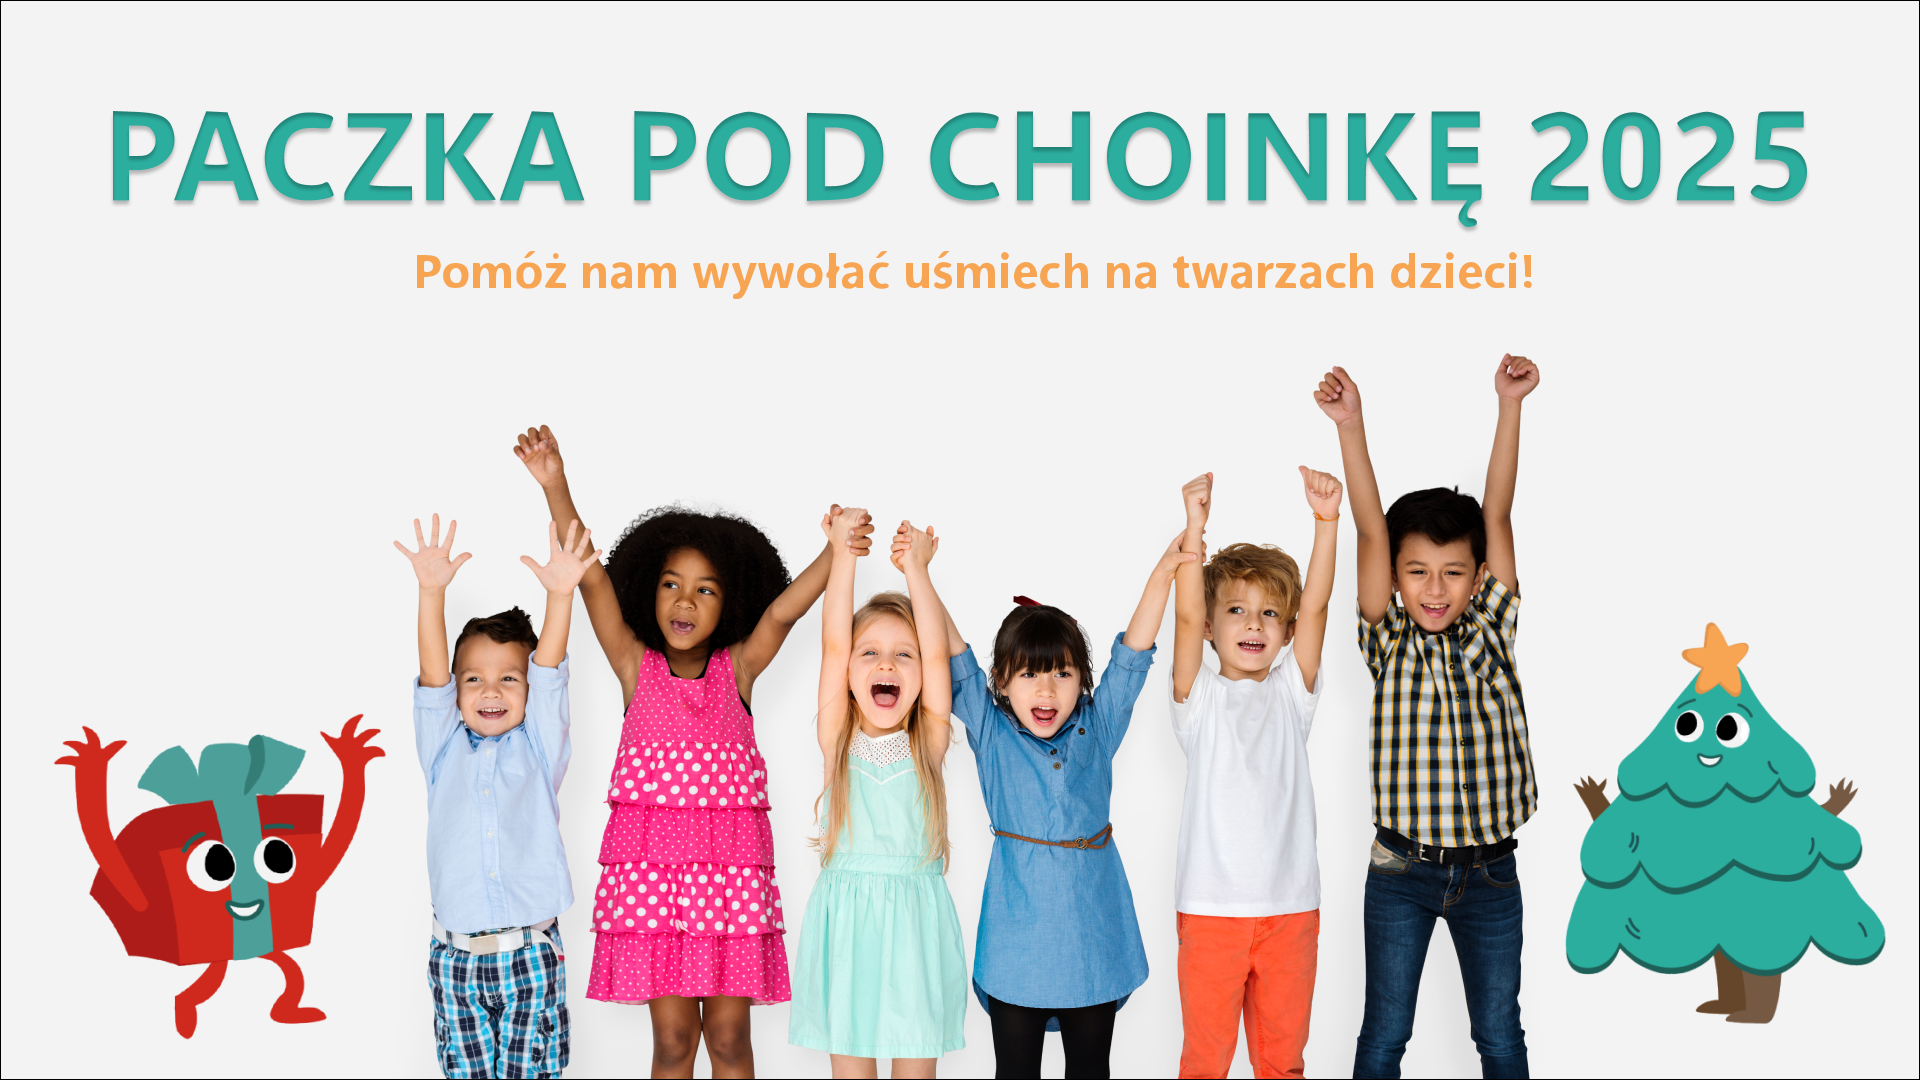 PACZKA POD CHOINKĘ 2025
Pomóż nam wywołać uśmiech na twarzach dzieci!